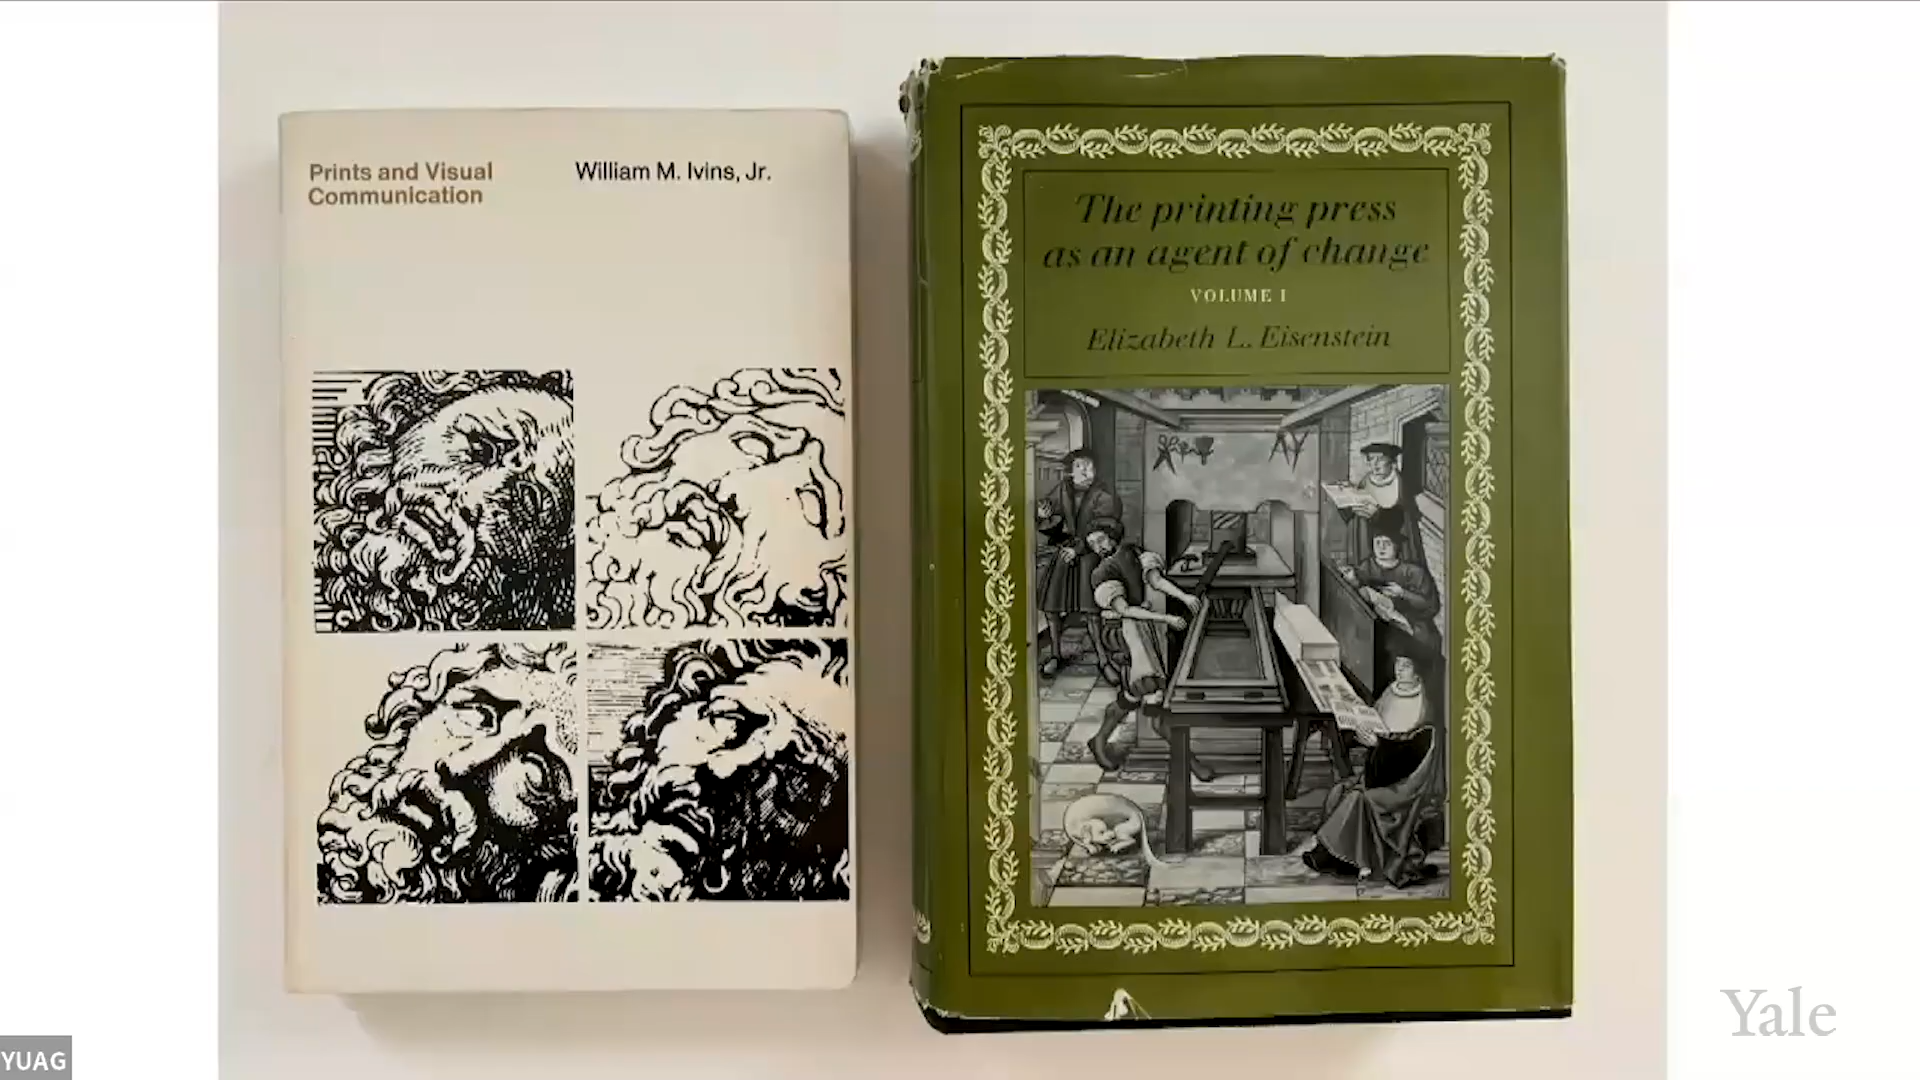 Prints and Visual
Communication
William M. Ivins, Jr.
The printing press
as an agent of change
VOLUME I
Elizabeth L. Eisenstein
Yale
YUAG